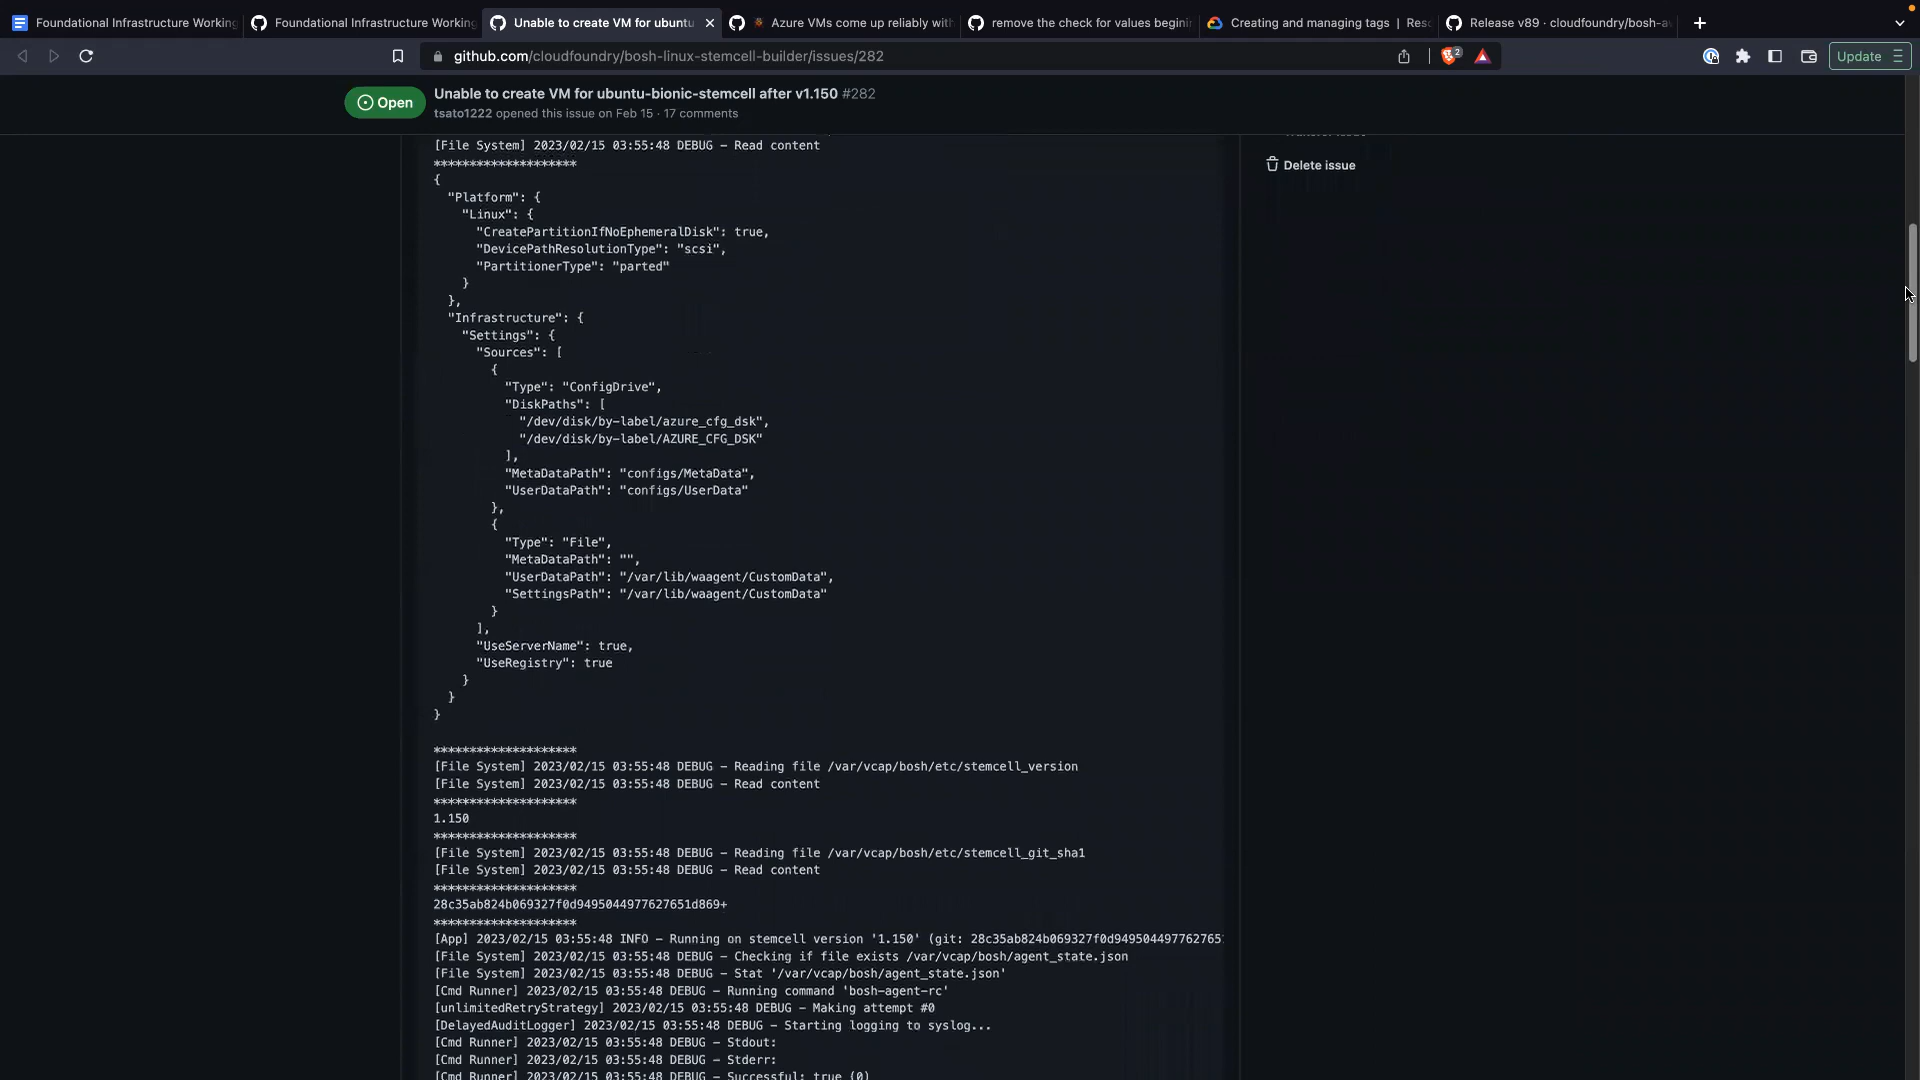 Foundational Infrastructure Working
Foundational Infrastructure Working
Unable to create VM for ubuntu
Azure VMs come up reliably with
remove the check for values begini
Creating and managing tags | Res
Release v89 · cloudfoundry/bosh-a
github.com/cloudfoundry/bosh-linux-stemcell-builder/issues/282
2
Update
Open
Unable to create VM for ubuntu-bionic-stemcell after v1.150 #282
tsato1222 opened this issue on Feb 15 · 17 comments
Delete issue
[File System] 2023/02/15 03:55:48 DEBUG - Read content
********************
{
"Platform": {
"Linux": {
"CreatePartitionIfNoEphemeralDisk": true,
"DevicePathResolutionType": "scsi",
"PartitionerType": "parted"
}
},
"Infrastructure": {
"Settings": {
"Sources": [
{
"Type": "ConfigDrive",
"DiskPaths": [
"/dev/disk/by-label/azure_cfg_dsk",
"/dev/disk/by-label/AZURE_CFG_DSK"
],
"MetaDataPath": "configs/MetaData",
"UserDataPath": "configs/UserData"
},
{
"Type": "File",
"MetaDataPath": "",
"UserDataPath": "/var/lib/waagent/CustomData",
"SettingsPath": "/var/lib/waagent/CustomData"
}
],
"UseServerName": true,
"UseRegistry": true
}
}
}
********************
[File System] 2023/02/15 03:55:48 DEBUG - Reading file /var/vcap/bosh/etc/stemcell_version
[File System] 2023/02/15 03:55:48 DEBUG - Read content
********************
1.150
********************
[File System] 2023/02/15 03:55:48 DEBUG - Reading file /var/vcap/bosh/etc/stemcell_git_sha1
[File System] 2023/02/15 03:55:48 DEBUG - Read content
********************
28c35ab824b069327f0d9495044977627651d869+
********************
[App] 2023/02/15 03:55:48 INFO - Running on stemcell version '1.150' (git: 28c35ab824b069327f0d9495044977627651
[File System] 2023/02/15 03:55:48 DEBUG - Checking if file exists /var/vcap/bosh/agent_state.json
[File System] 2023/02/15 03:55:48 DEBUG - Stat '/var/vcap/bosh/agent_state.json'
[Cmd Runner] 2023/02/15 03:55:48 DEBUG - Running command 'bosh-agent-rc'
[unlimitedRetryStrategy] 2023/02/15 03:55:48 DEBUG - Making attempt #0
[DelayedAuditLogger] 2023/02/15 03:55:48 DEBUG - Starting logging to syslog...
[Cmd Runner] 2023/02/15 03:55:48 DEBUG - Stdout:
[Cmd Runner] 2023/02/15 03:55:48 DEBUG - Stderr:
[Cmd Runner] 2023/02/15 03:55:48 DEBUG - Successful: true (0)